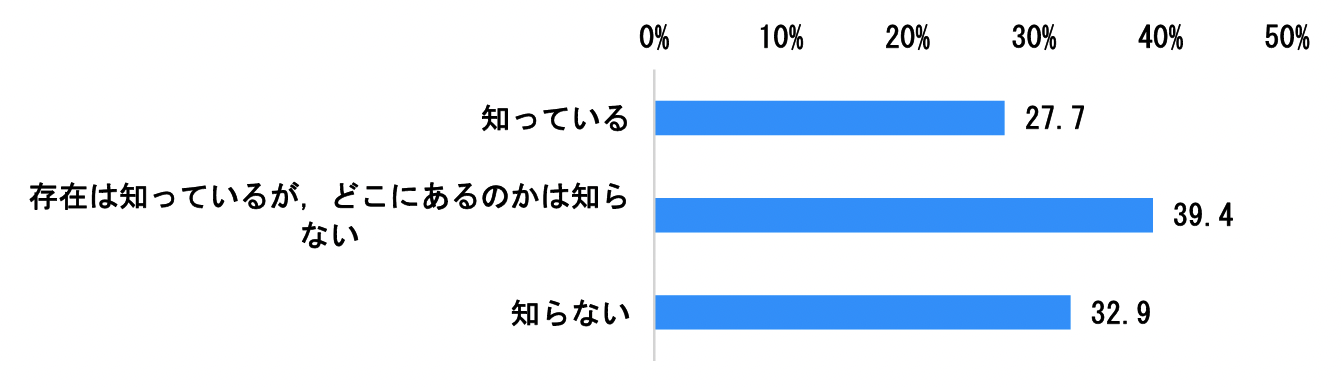 0% 10% 20% 30% 40% 50%
知っている 27.7
存在は知っているが，どこにあるのかは知ら
ない 39.4
知らない 32.9